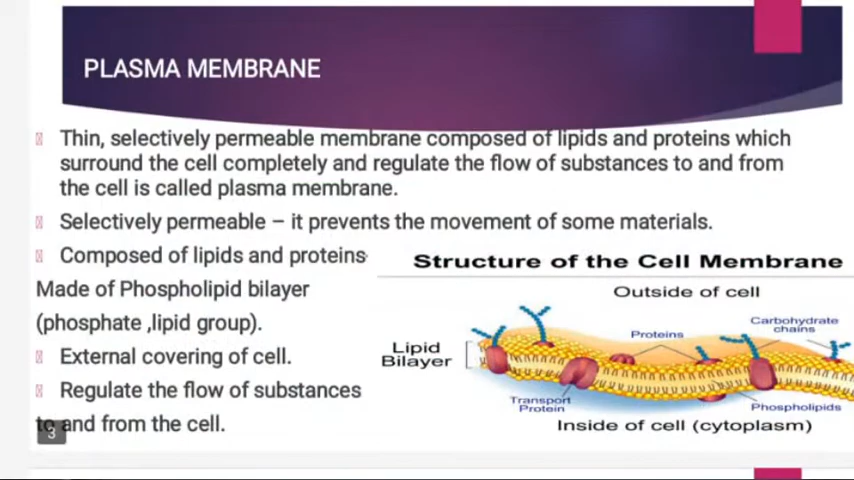 PLASMA MEMBRANE
Thin, selectively permeable membrane composed of lipids and proteins which
surround the cell completely and regulate the flow of substances to and from
the cell is called plasma membrane.
Selectively permeable – it prevents the movement of some materials.
Composed of lipids and proteins
Made of Phospholipid bilayer
(phosphate ,lipid group).
External covering of cell.
Regulate the flow of substances
to and from the cell.
3
Structure of the Cell Membrane
Outside of cell
Carbohydrate
chains
Proteins
Lipid
Bilayer
Transport
Protein
Phospholipids
Inside of cell (cytoplasm)